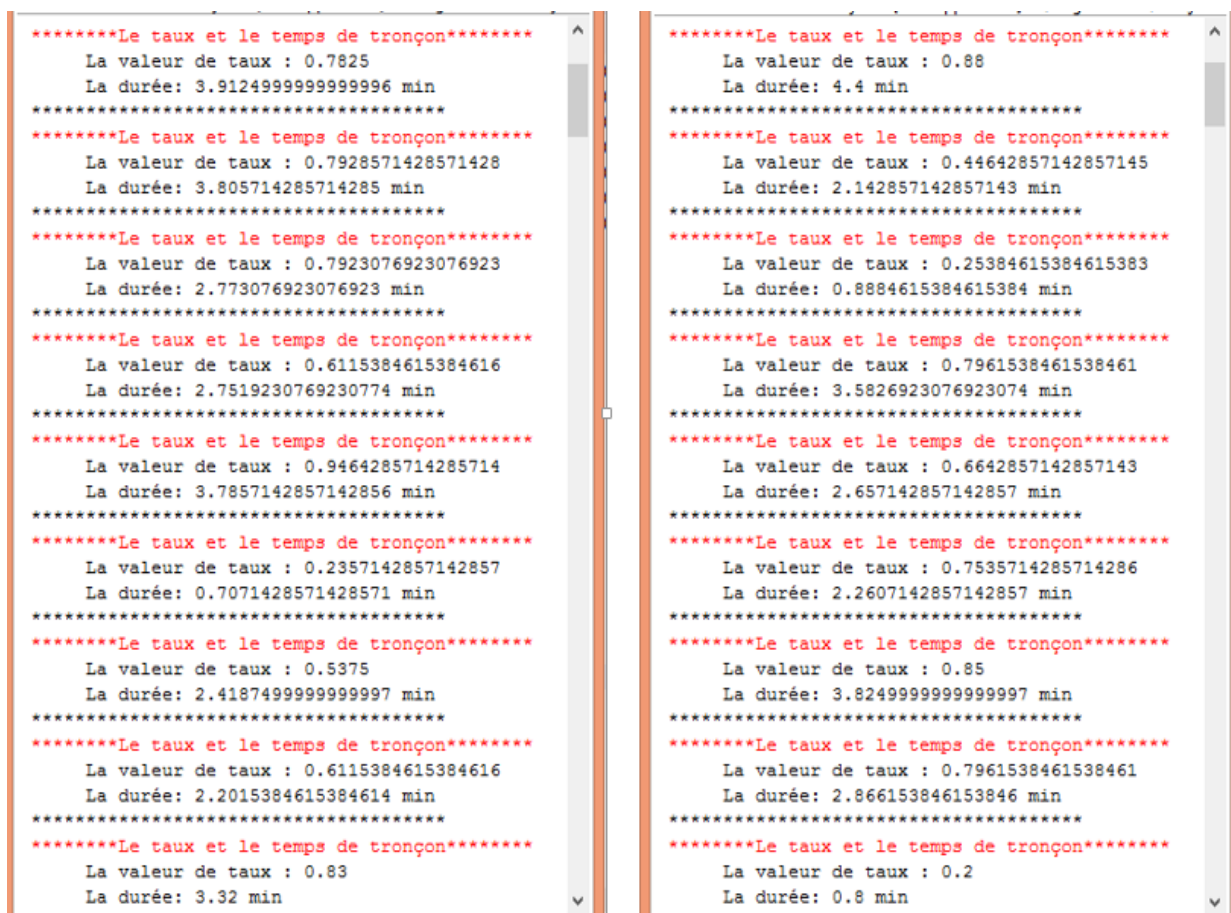 ********Le taux et le temps de tronçon********
La valeur de taux : 0.7825
La durée: 3.9124999999999996 min
**************************************
********Le taux et le temps de tronçon********
La valeur de taux : 0.7928571428571428
La durée: 3.805714285714285 min
**************************************
********Le taux et le temps de tronçon********
La valeur de taux : 0.7923076923076923
La durée: 2.773076923076923 min
**************************************
********Le taux et le temps de tronçon********
La valeur de taux : 0.6115384615384616
La durée: 2.7519230769230774 min
**************************************
********Le taux et le temps de tronçon********
La valeur de taux : 0.9464285714285714
La durée: 3.7857142857142856 min
**************************************
********Le taux et le temps de tronçon********
La valeur de taux : 0.2357142857142857
La durée: 0.7071428571428571 min
**************************************
********Le taux et le temps de tronçon********
La valeur de taux : 0.5375
La durée: 2.4187499999999997 min
**************************************
********Le taux et le temps de tronçon********
La valeur de taux : 0.6115384615384616
La durée: 2.2015384615384614 min
**************************************
********Le taux et le temps de tronçon********
La valeur de taux : 0.83
La durée: 3.32 min
********Le taux et le temps de tronçon********
La valeur de taux : 0.88
La durée: 4.4 min
**************************************
********Le taux et le temps de tronçon********
La valeur de taux : 0.44642857142857145
La durée: 2.142857142857143 min
**************************************
********Le taux et le temps de tronçon********
La valeur de taux : 0.25384615384615383
La durée: 0.8884615384615384 min
**************************************
********Le taux et le temps de tronçon********
La valeur de taux : 0.7961538461538461
La durée: 3.5826923076923074 min
**************************************
********Le taux et le temps de tronçon********
La valeur de taux : 0.6642857142857143
La durée: 2.657142857142857 min
**************************************
********Le taux et le temps de tronçon********
La valeur de taux : 0.7535714285714286
La durée: 2.2607142857142857 min
**************************************
********Le taux et le temps de tronçon********
La valeur de taux : 0.85
La durée: 3.8249999999999997 min
**************************************
********Le taux et le temps de tronçon********
La valeur de taux : 0.7961538461538461
La durée: 2.866153846153846 min
**************************************
********Le taux et le temps de tronçon********
La valeur de taux : 0.2
La durée: 0.8 min